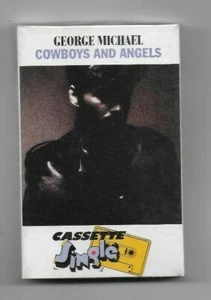 GEORGE MICHAEL
COWBOYS AND ANGELS
CASSETTE
Single